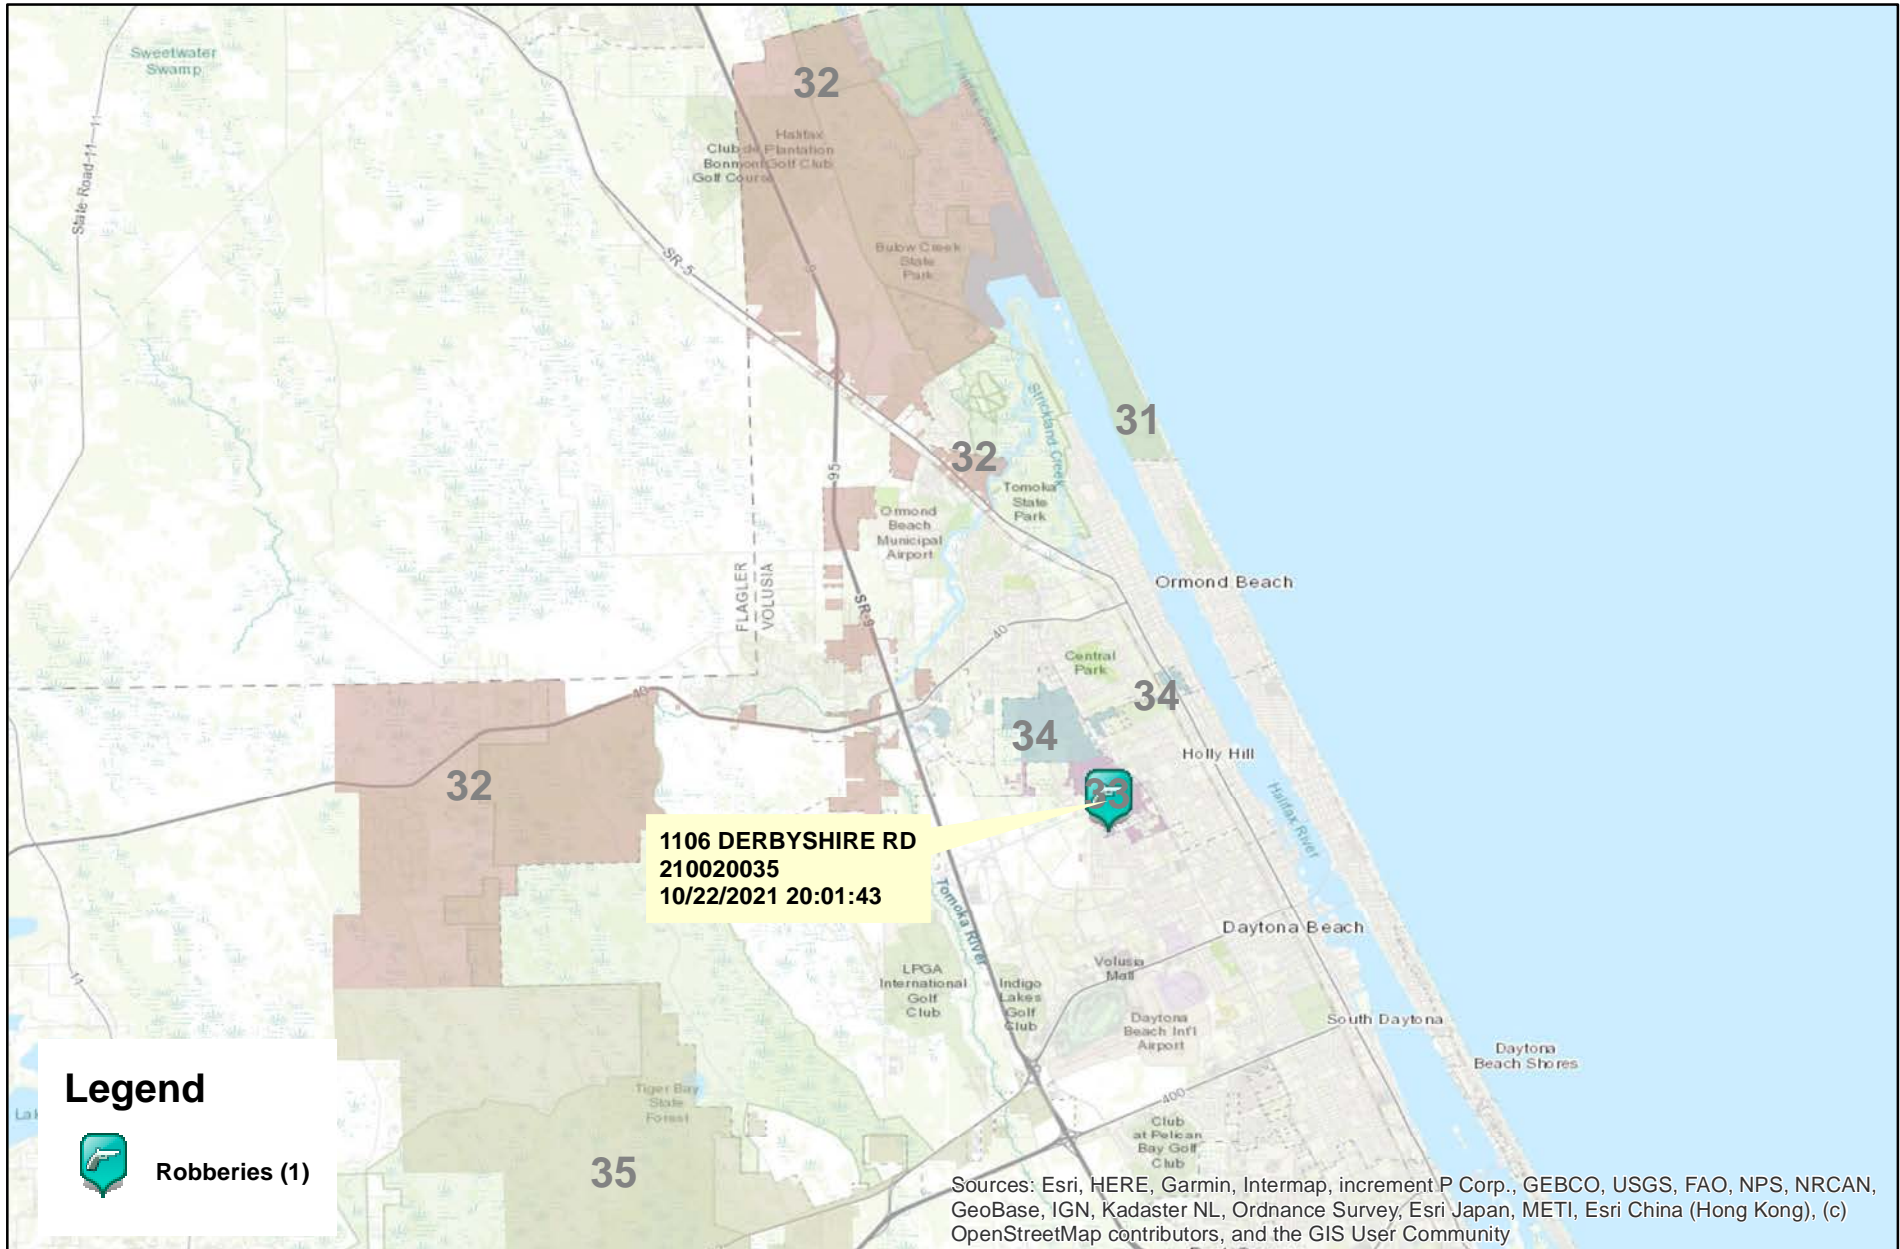 Sweetwater
Swamp
32
Halifax Creek
State Road-11
11
Halifax
Plantation
Golf Club
Club de
Bonmont
Golf Course
SR-5
Bulow Creek
State
Park
31
Strickland Creek
32
95
Tomoka
State
Park
Ormond
Beach
Municipal
Airport
FLAGLER
VOLUSIA
SR-9
Ormond Beach
40
Central
Park
40
34
34
Holly Hill
32
33
Halifax River
1106 DERBYSHIRE RD
210020035
10/22/2021 20:01:43
Tomoka River
Daytona Beach
Volusia
Mall
11
LPGA
International
Golf
Club
Indigo
Lakes
Golf
Club
Daytona
Beach Int'l
Airport
South Daytona
Daytona
Beach Shores
Legend
Tiger Bay
State
Forest
400
Lak
Club
at Pelican
Bay Golf
Club
Robberies (1)
35
Sources: Esri, HERE, Garmin, Intermap, increment P Corp., GEBCO, USGS, FAO, NPS, NRCAN,
GeoBase, IGN, Kadaster NL, Ordnance Survey, Esri Japan, METI, Esri China (Hong Kong), (c)
OpenStreetMap contributors, and the GIS User Community